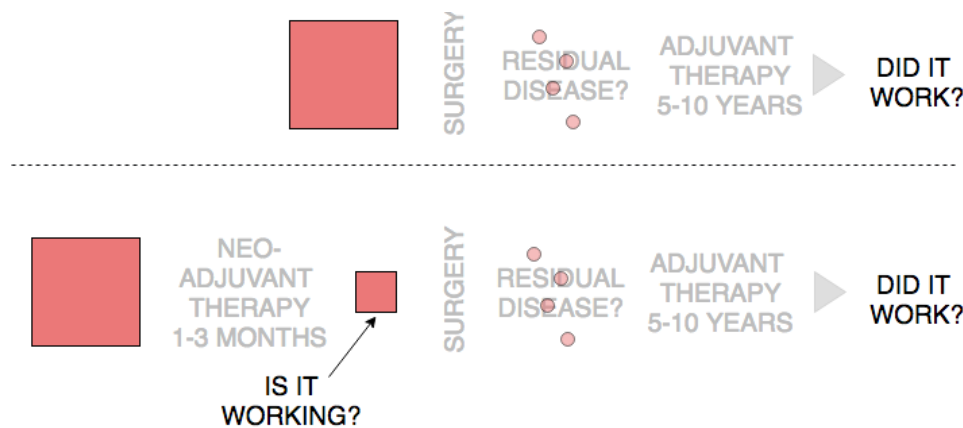 SURGERY
RESIDUAL
DISEASE?
ADJUVANT
THERAPY
5-10 YEARS
DID IT
WORK?
NEO-
ADJUVANT
THERAPY
1-3 MONTHS
IS IT
WORKING?
SURGERY
RESIDUAL
DISEASE?
ADJUVANT
THERAPY
5-10 YEARS
DID IT
WORK?